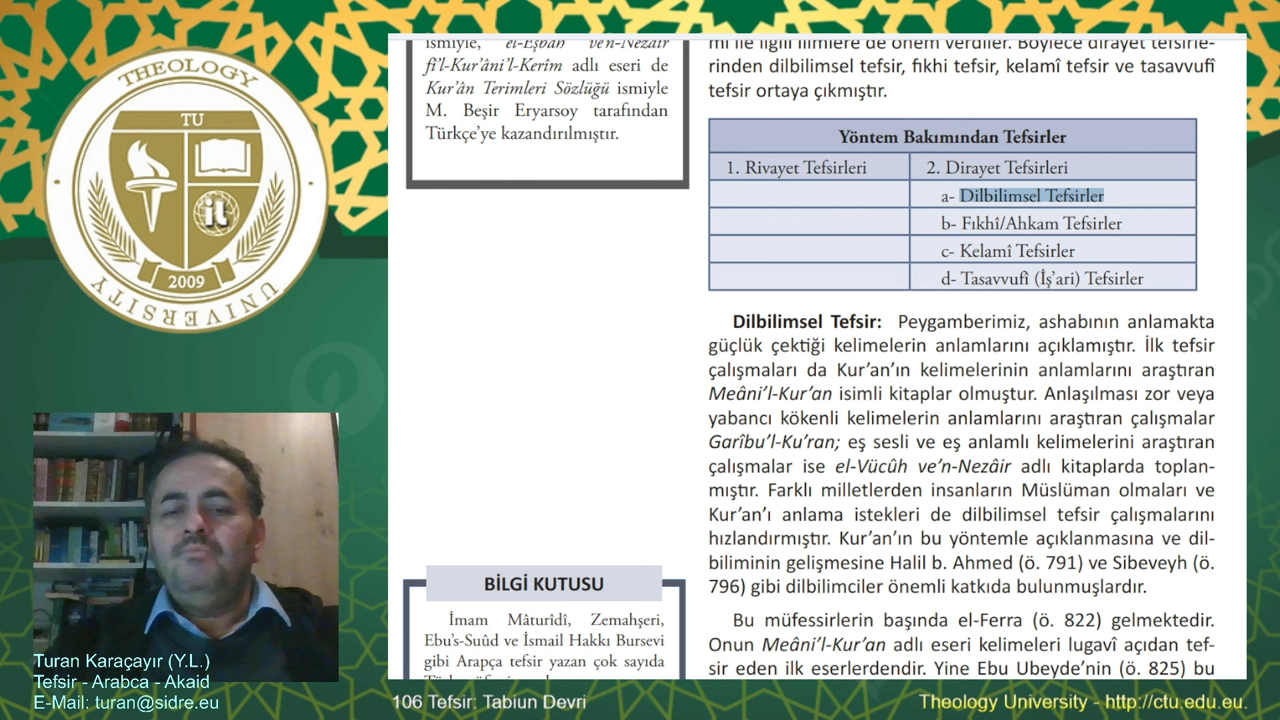 THEOLOGY
TU
2009
UNIVERSITY
ismiyle, el-Eşbâh ve'n-Nezâir
fî'l-Kur'âni'l-Kerîm adlı eseri de
Kur'ân Terimleri Sözlüğü ismiyle
M. Beşir Eryarsoy tarafından
Türkçe'ye kazandırılmıştır.
mi ile ilgili ilimlere de önem verdiler. Böylece dirayet tefsirle-
rinden dilbilimsel tefsir, fıkhi tefsir, kelamî tefsir ve tasavvufî
tefsir ortaya çıkmıştır.
Yöntem Bakımından Tefsirler
1. Rivayet Tefsirleri 2. Dirayet Tefsirleri
a- Dilbilimsel Tefsirler
b- Fıkhî/Ahkam Tefsirler
c- Kelamî Tefsirler
d- Tasavvufî (İş'ari) Tefsirler
Dilbilimsel Tefsir: Peygamberimiz, ashabının anlamakta
güçlük çektiği kelimelerin anlamlarını açıklamıştır. İlk tefsir
çalışmaları da Kur'an'ın kelimelerinin anlamlarını araştıran
Meâni'l-Kur'an isimli kitaplar olmuştur. Anlaşılması zor veya
yabancı kökenli kelimelerin anlamlarını araştıran çalışmalar
Garîbu'l-Ku'ran; eş sesli ve eş anlamlı kelimelerini araştıran
çalışmalar ise el-Vücûh ve'n-Nezâir adlı kitaplarda toplan-
mıştır. Farklı milletlerden insanların Müslüman olmaları ve
Kur'an'ı anlama istekleri de dilbilimsel tefsir çalışmalarını
hızlandırmıştır. Kur'an'ın bu yöntemle açıklanmasına ve dil-
biliminin gelişmesine Halil b. Ahmed (ö. 791) ve Sibeveyh (ö.
796) gibi dilbilimciler önemli katkıda bulunmuşlardır.
Bu müfessirlerin başında el-Ferra (ö. 822) gelmektedir.
Onun Meâni'l-Kur'an adlı eseri kelimeleri lugavî açıdan tef-
sir eden ilk eserlerdendir. Yine Ebu Ubeyde'nin (ö. 825) bu
BİLGİ KUTUSU
İmam Mâturîdî, Zemahşeri,
Ebu's-Suûd ve İsmail Hakkı Bursevi
gibi Arapça tefsir yazan çok sayıda
Turan Karaçayır (Y.L.)
Tefsir - Arabca - Akaid
E-Mail: turan@sidre.eu
106 Tefsir: Tabiun Devri
Theology University - http://ctu.edu.eu.